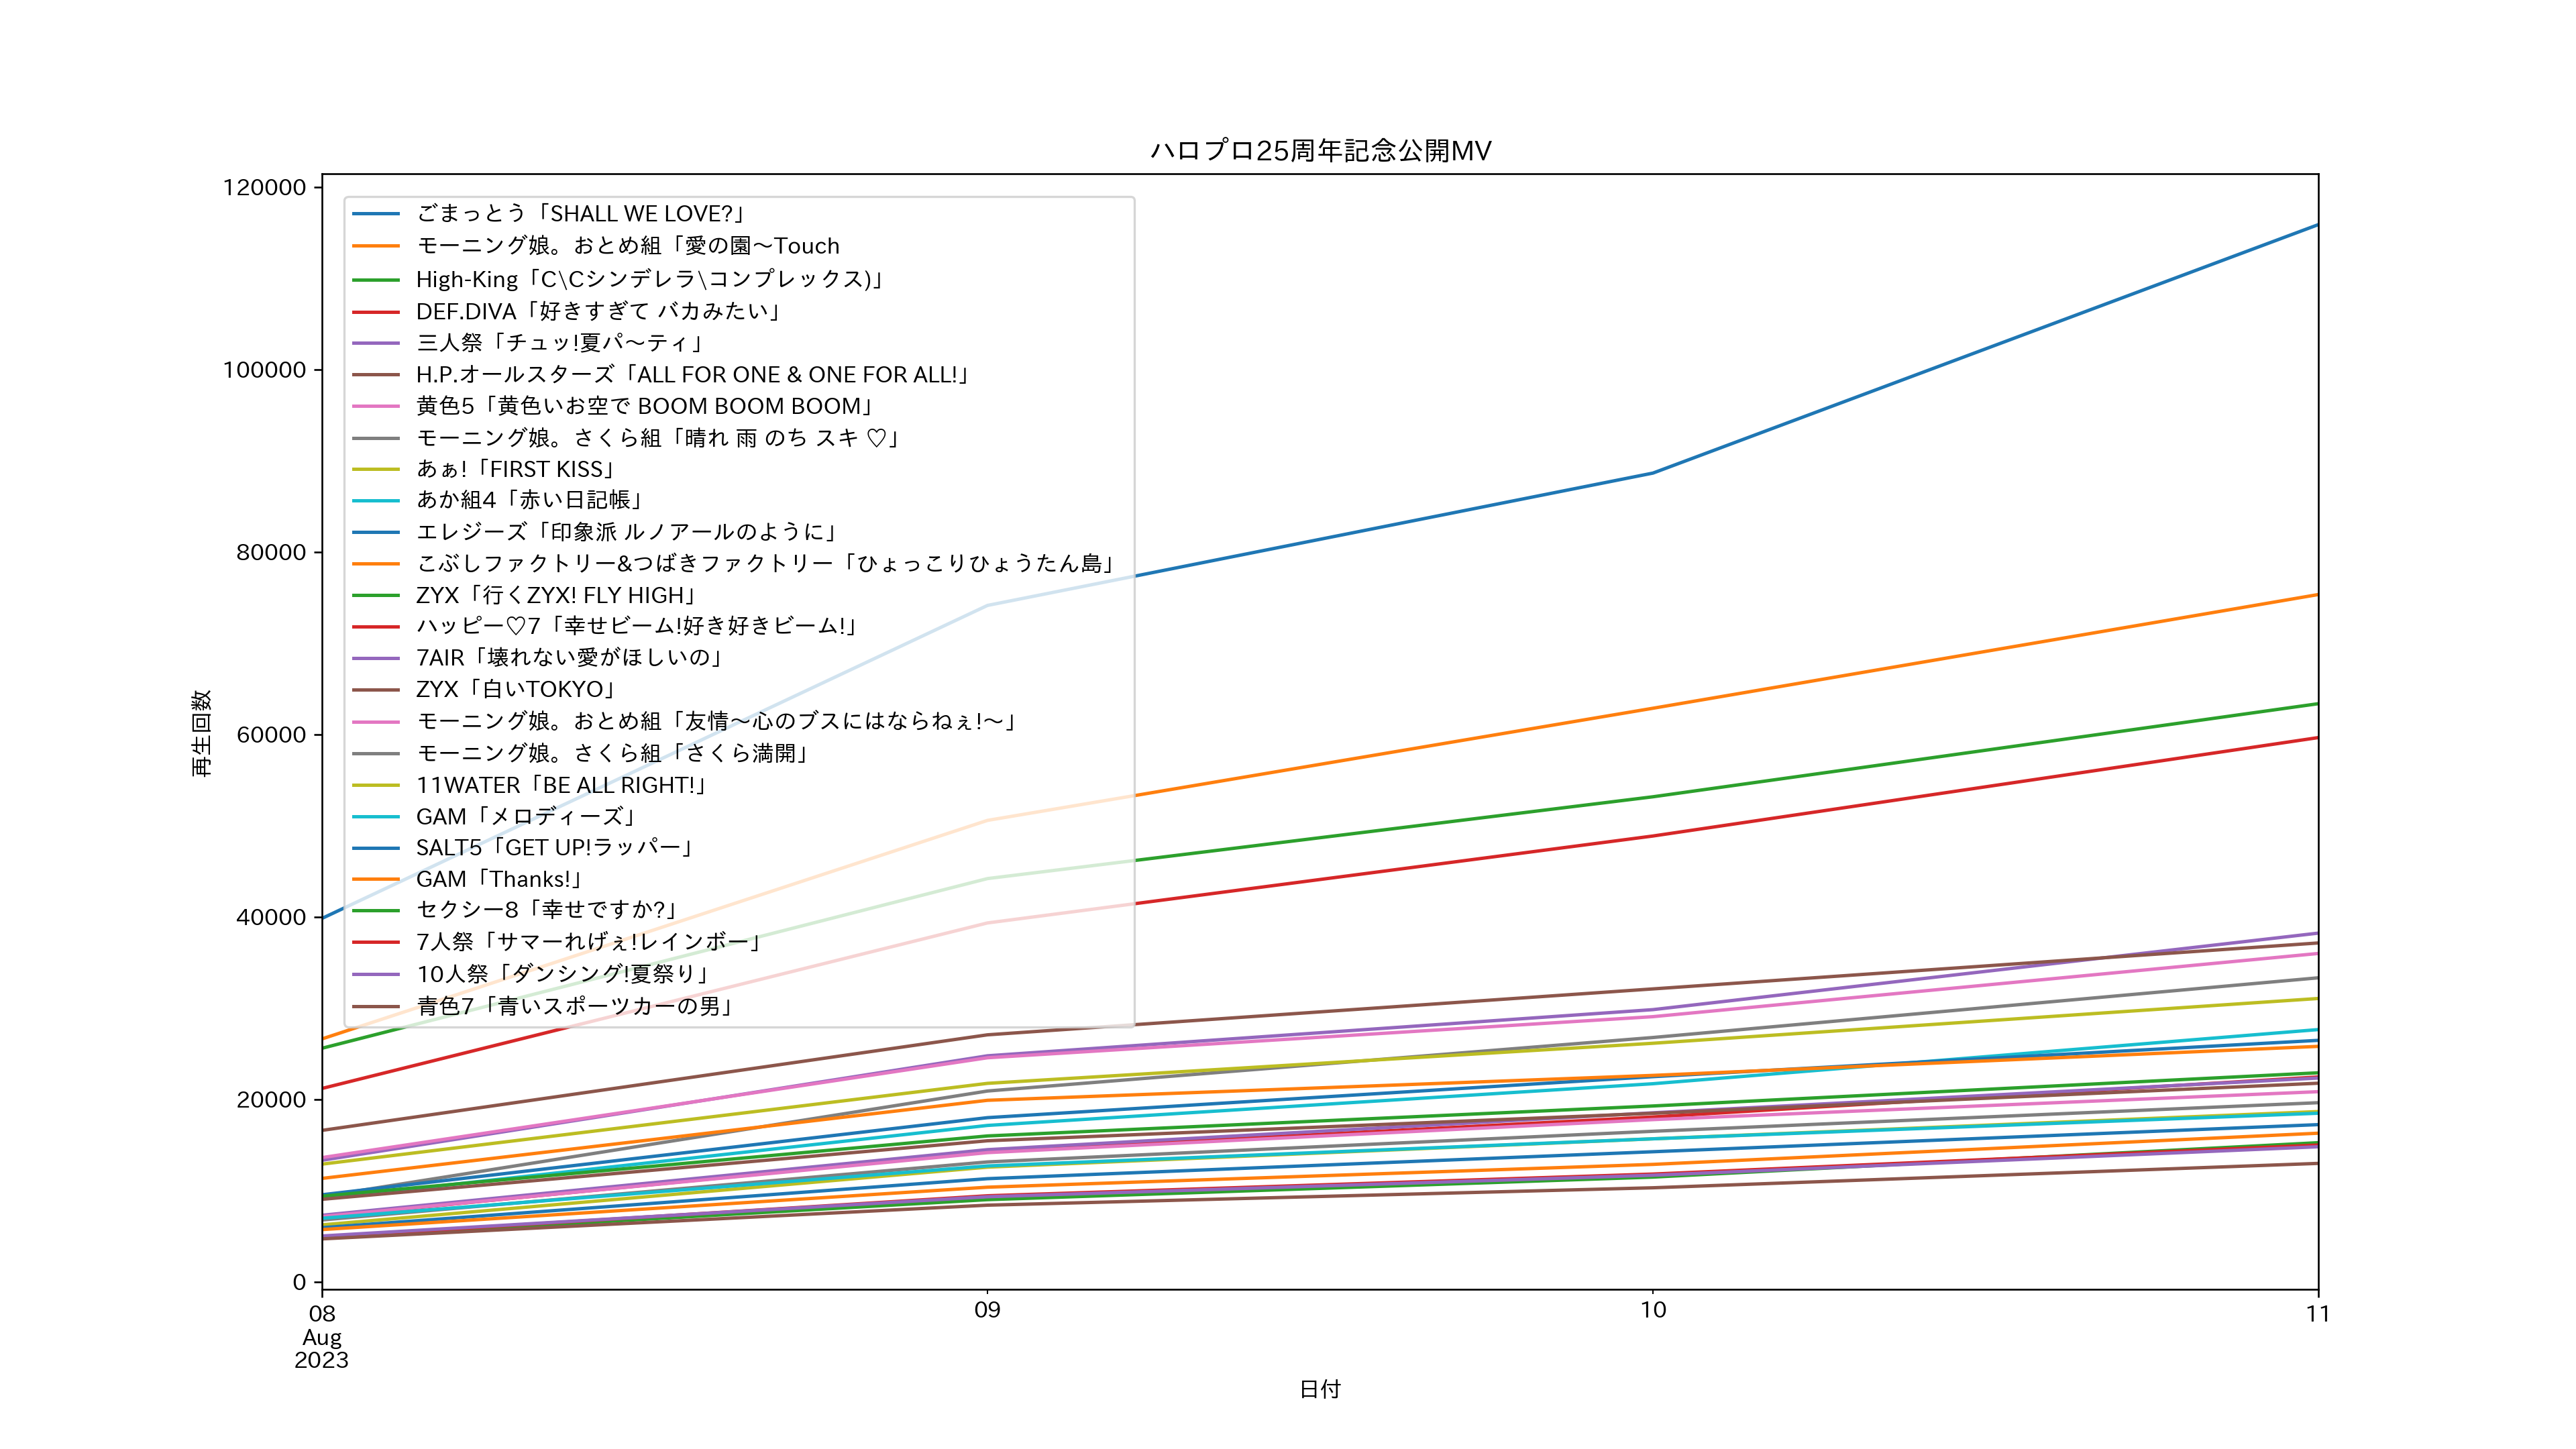 ハロプロ25周年記念公開MV
120000
100000
80000
60000
40000
20000
0
再生回数
ごまっとう「SHALL WE LOVE?」
モーニング娘。おとめ組「愛の園～Touch
High-King「C\Cシンデレラ\コンプレックス)」
DEF.DIVA「好きすぎて バカみたい」
三人祭「チュッ!夏パ～ティ」
H.P.オールスターズ「ALL FOR ONE & ONE FOR ALL!」
黄色5「黄色いお空で BOOM BOOM BOOM」
モーニング娘。さくら組「晴れ 雨 のち スキ ♡」
あぁ!「FIRST KISS」
あか組4「赤い日記帳」
エレジーズ「印象派 ルノアールのように」
こぶしファクトリー&つばきファクトリー「ひょっこりひょうたん島」
ZYX「行くZYX! FLY HIGH」
ハッピー♡7「幸せビーム!好き好きビーム!」
7AIR「壊れない愛がほしいの」
ZYX「白いTOKYO」
モーニング娘。おとめ組「友情～心のブスにはならねぇ!～」
モーニング娘。さくら組「さくら満開」
11WATER「BE ALL RIGHT!」
GAM「メロディーズ」
SALT5「GET UP!ラッパー」
GAM「Thanks!」
セクシー8「幸せですか?」
7人祭「サマーれげぇ!レインボー」
10人祭「ダンシング!夏祭り」
青色7「青いスポーツカーの男」
08
Aug
2023
09
10
11
日付